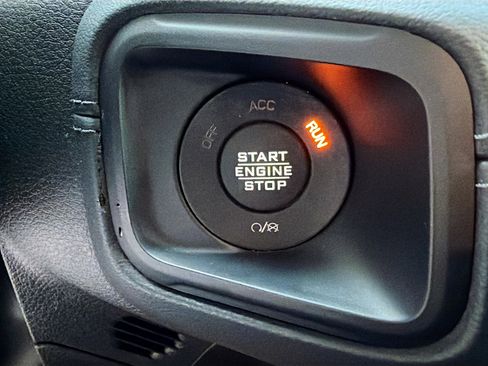 ACC
OFF
RUN
START
ENGINE
STOP